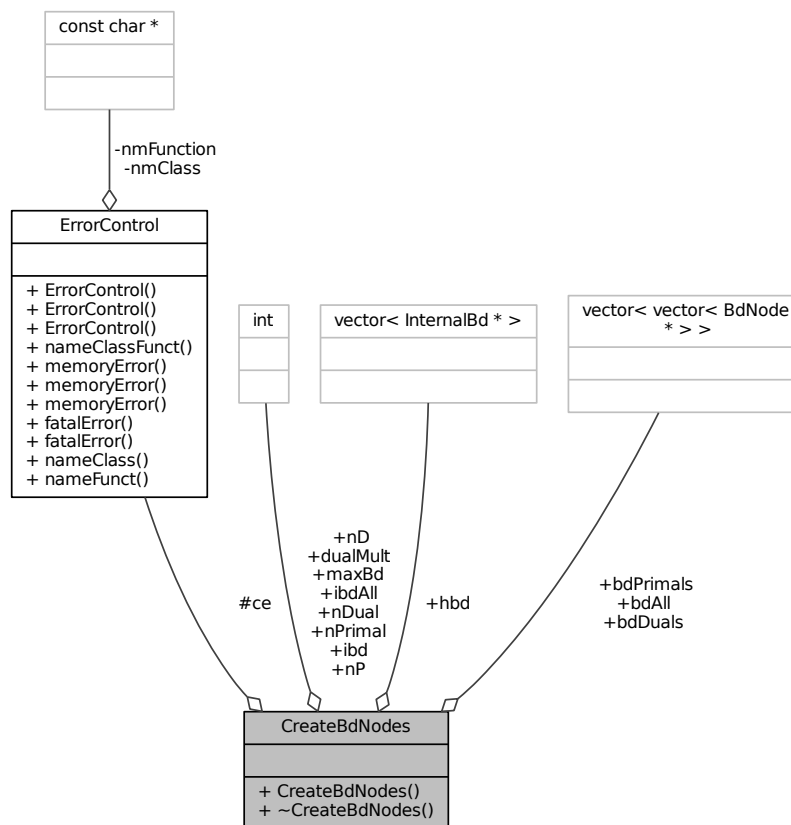 const char *
-nmFunction
-nmClass
ErrorControl
+ ErrorControl()
+ ErrorControl()
+ ErrorControl()
+ nameClassFunct()
+ memoryError()
+ memoryError()
+ memoryError()
+ fatalError()
+ fatalError()
+ nameClass()
+ nameFunct()
int
vector< InternalBd * >
vector< vector< BdNode
* > >
#ce
+nD
+dualMult
+maxBd
+ibdAll
+nDual
+nPrimal
+ibd
+nP
+hbd
+bdPrimals
+bdAll
+bdDuals
CreateBdNodes
+ CreateBdNodes()
+ ~CreateBdNodes()